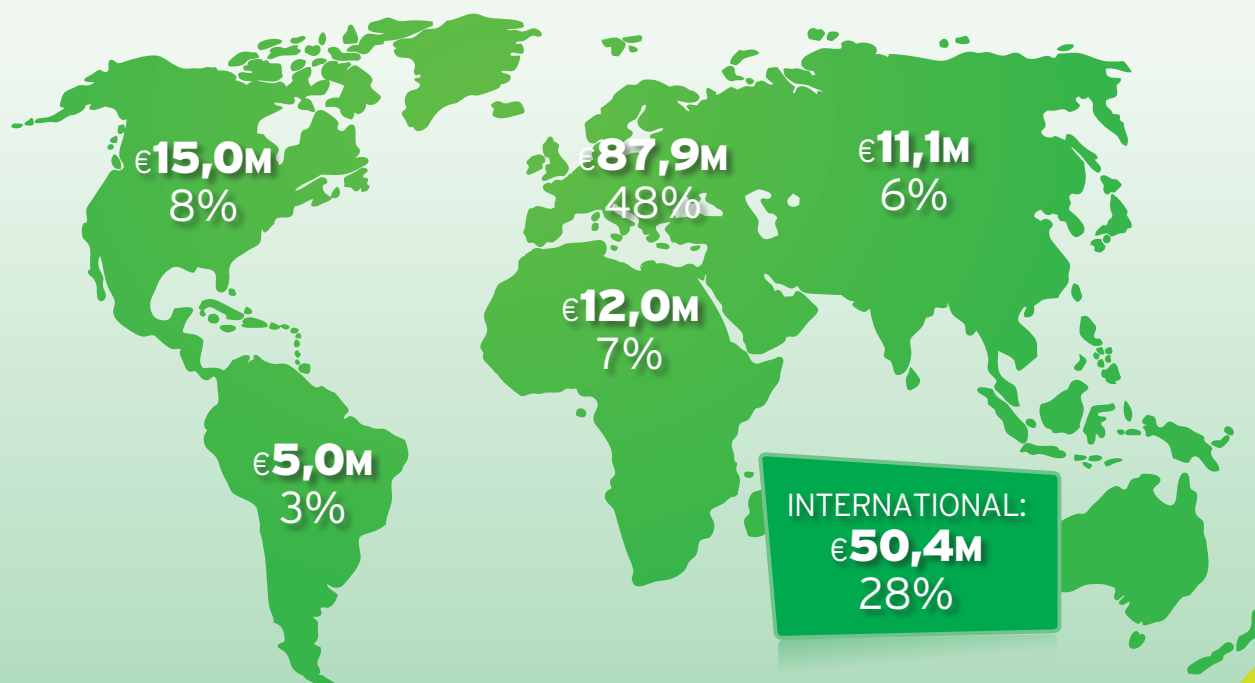 €15,0M
8%
€87,9M
48%
€11,1M
6%
€12,0M
7%
€5,0M
3%
INTERNATIONAL:
€50,4M
28%